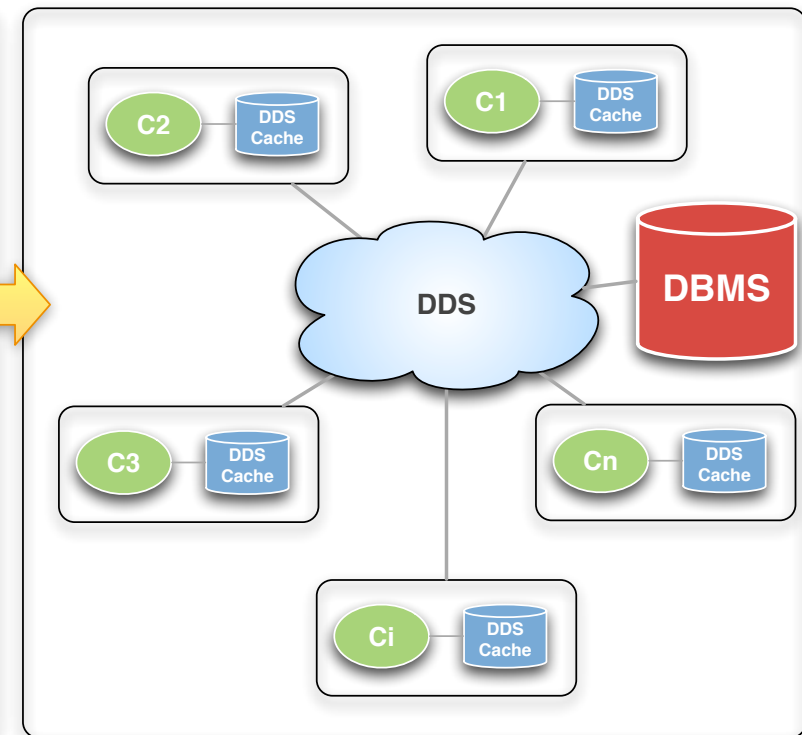 C1
DDS
Cache
C2
DDS
Cache
DBMS
DDS
C3
DDS
Cache
Cn
DDS
Cache
Ci
DDS
Cache